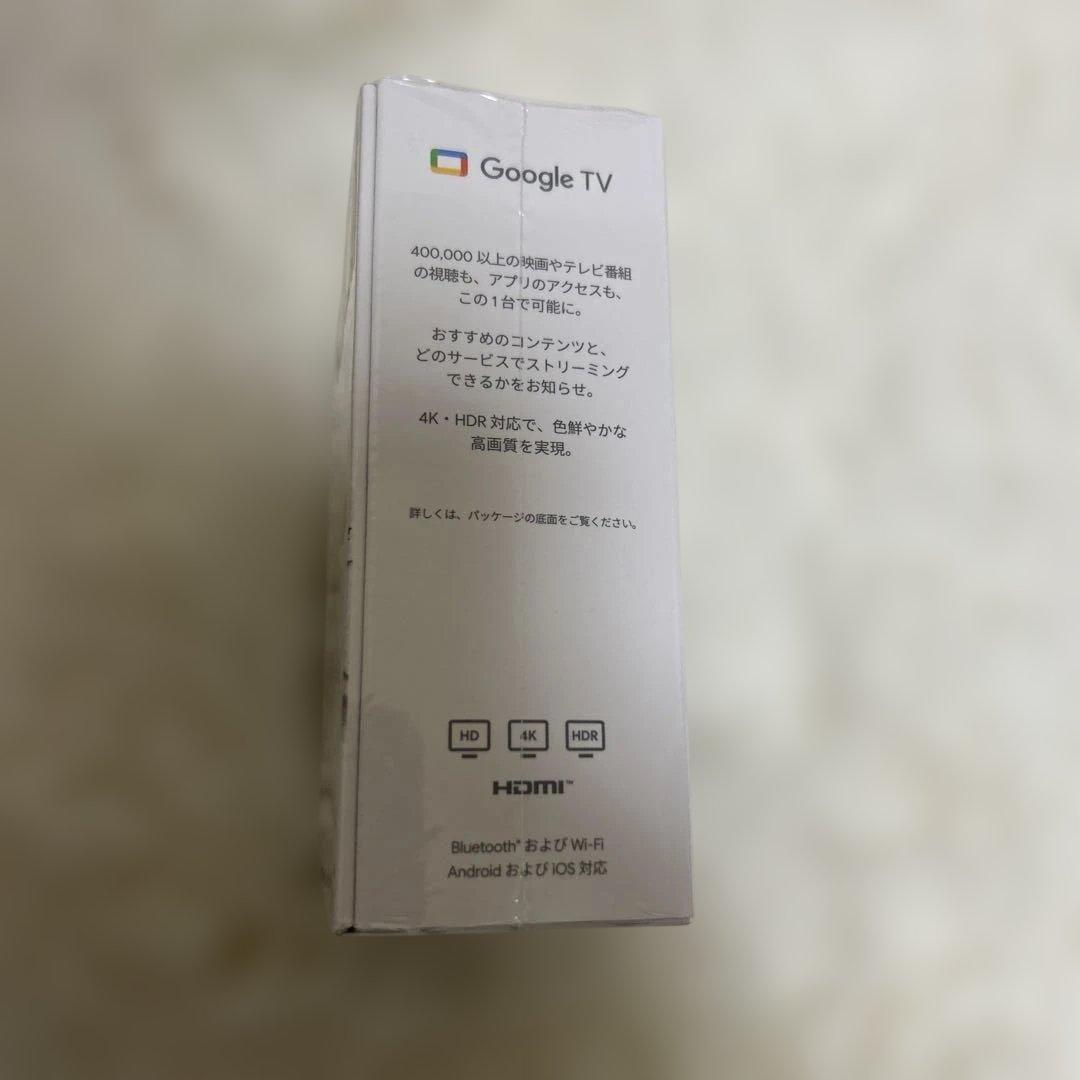 Google TV
400,000 以上の映画やテレビ番組
の視聴も、アプリのアクセスも、
この1台で可能に。
おすすめのコンテンツと、
どのサービスでストリーミング
できるかをお知らせ。
4K・HDR 対応で、色鮮やかな
高画質を実現。
詳しくは、パッケージの底面をご覧ください。
HD 4K HDR
HDMI™
Bluetooth® および Wi-Fi
Android および iOS 対応